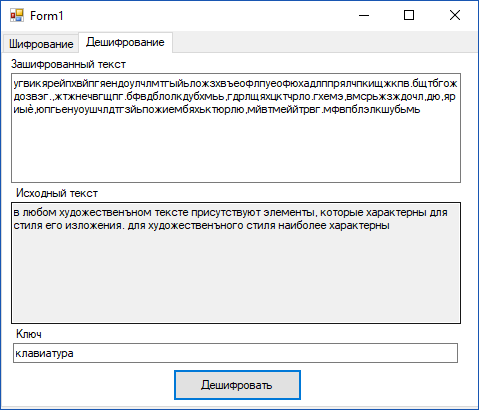 Form1
Шифрование Дешифрование
Зашифрованный текст
угвикярейпхвйпгяендоулчлмтгыйьложзхвъеофлпуеофюхадлппрялчпкищжкпв.бщтбгож
дозвэг.,жтжнечвгщпг.бфвдблолкдубхмьь,гдрлщяхцктчрло.гхемэ,вмсрьжзждочл,дю,яр
иыё,юпгьенуоушчлдтгзйьпожиембяхьктюрлю,мйвтмеййтрвг.мфвпблэлкшубьмь
Исходный текст
в любом художественъном тексте присутствуют элементы, которые характерны для
стиля его изложения. для художественъного стиля наиболее характерны
Ключ
клавиатура
Дешифровать